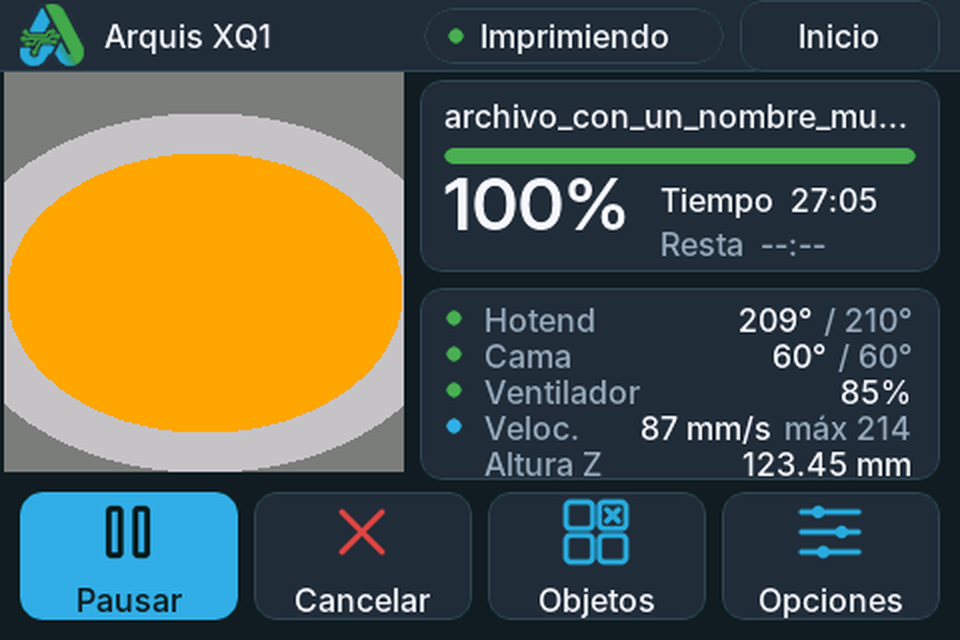 Arquis XQ1
Imprimiendo
Inicio
archivo_con_un_nombre_mu...
100%
Tiempo 27:05
Resta --:--
Hotend 209° / 210°
Cama 60° / 60°
Ventilador 85%
Veloc. 87 mm/s máx 214
Altura Z 123.45 mm
Pausar
Cancelar
Objetos
Opciones